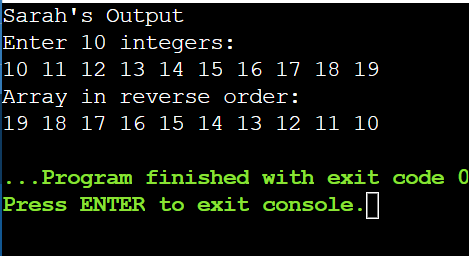 Sarah's Output
Enter 10 integers:
10 11 12 13 14 15 16 17 18 19
Array in reverse order:
19 18 17 16 15 14 13 12 11 10
...Program finished with exit code 0
Press ENTER to exit console.